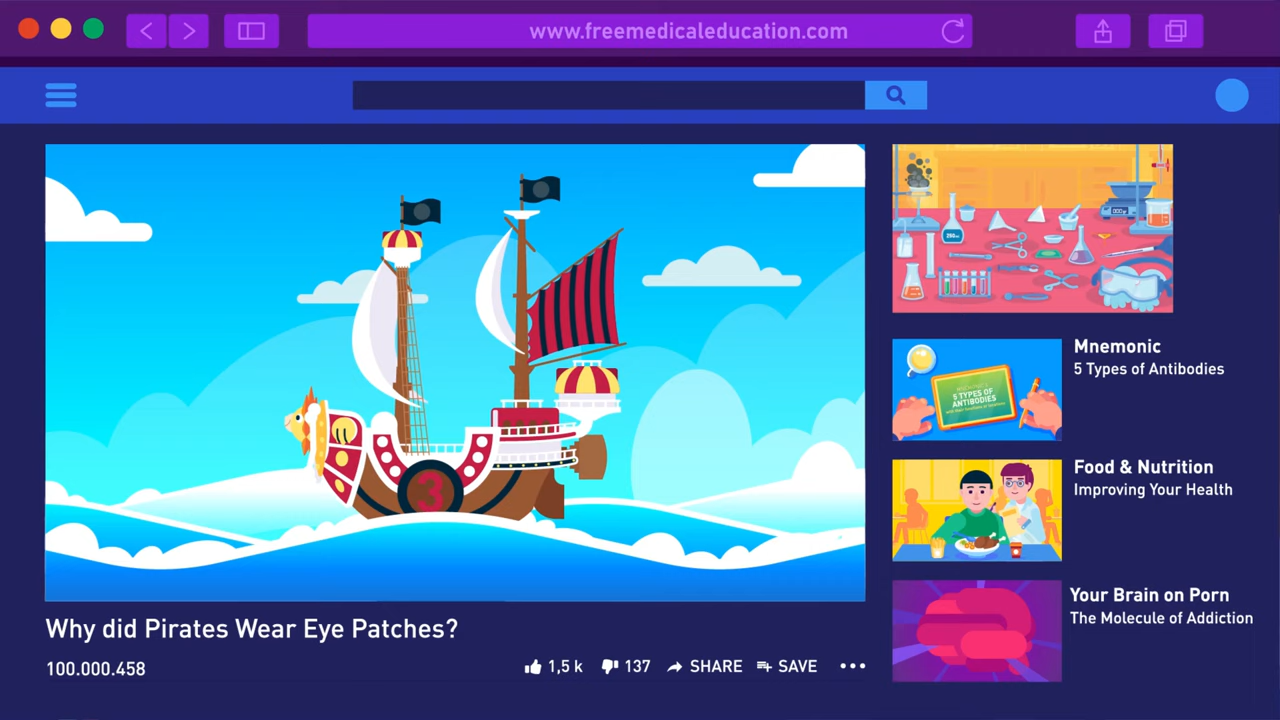 www.freemedicaleducation.com
3
Why did Pirates Wear Eye Patches?
100.000.458
1,5 k
137
SHARE
SAVE
Mnemonic
5 Types of Antibodies
5 TYPES OF
ANTIBODIES
Food & Nutrition
Improving Your Health
Your Brain on Porn
The Molecule of Addiction